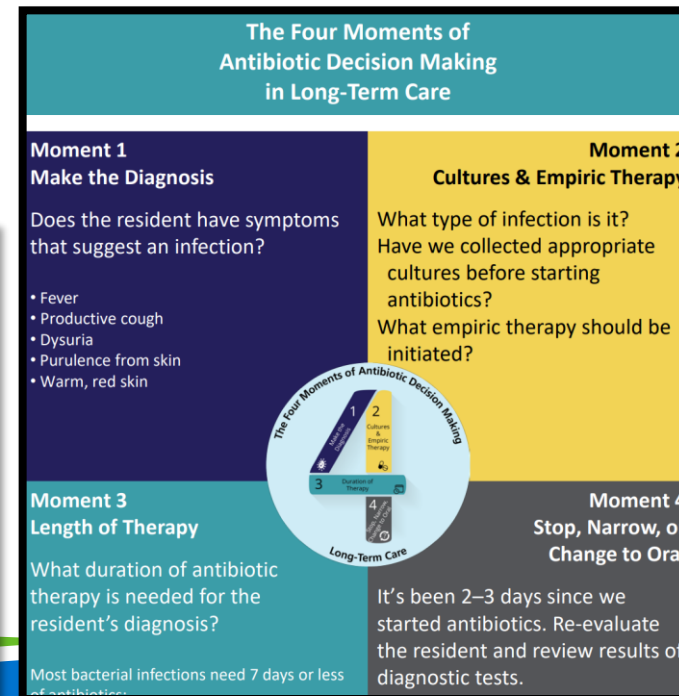 The Four Moments of
Antibiotic Decision Making
in Long-Term Care
Moment 1
Make the Diagnosis
Does the resident have symptoms
that suggest an infection?
• Fever
• Productive cough
• Dysuria
• Purulence from skin
• Warm, red skin
Moment 2
Cultures & Empiric Therapy
What type of infection is it?
Have we collected appropriate
cultures before starting
antibiotics?
What empiric therapy should be
initiated?
The Four Moments of Antibiotic Decision Making
1
Make the
Diagnosis
2
Cultures
&
Empiric
Therapy
3
Duration of
Therapy
4
Stop, Narrow,
Change to Oral
Long-Term Care
Moment 3
Length of Therapy
What duration of antibiotic
therapy is needed for the
resident's diagnosis?
Most bacterial infections need 7 days or less
of antibiotics:
Moment 4
Stop, Narrow, o
Change to Ora
It's been 2–3 days since we
started antibiotics. Re-evaluate
the resident and review results of
diagnostic tests.